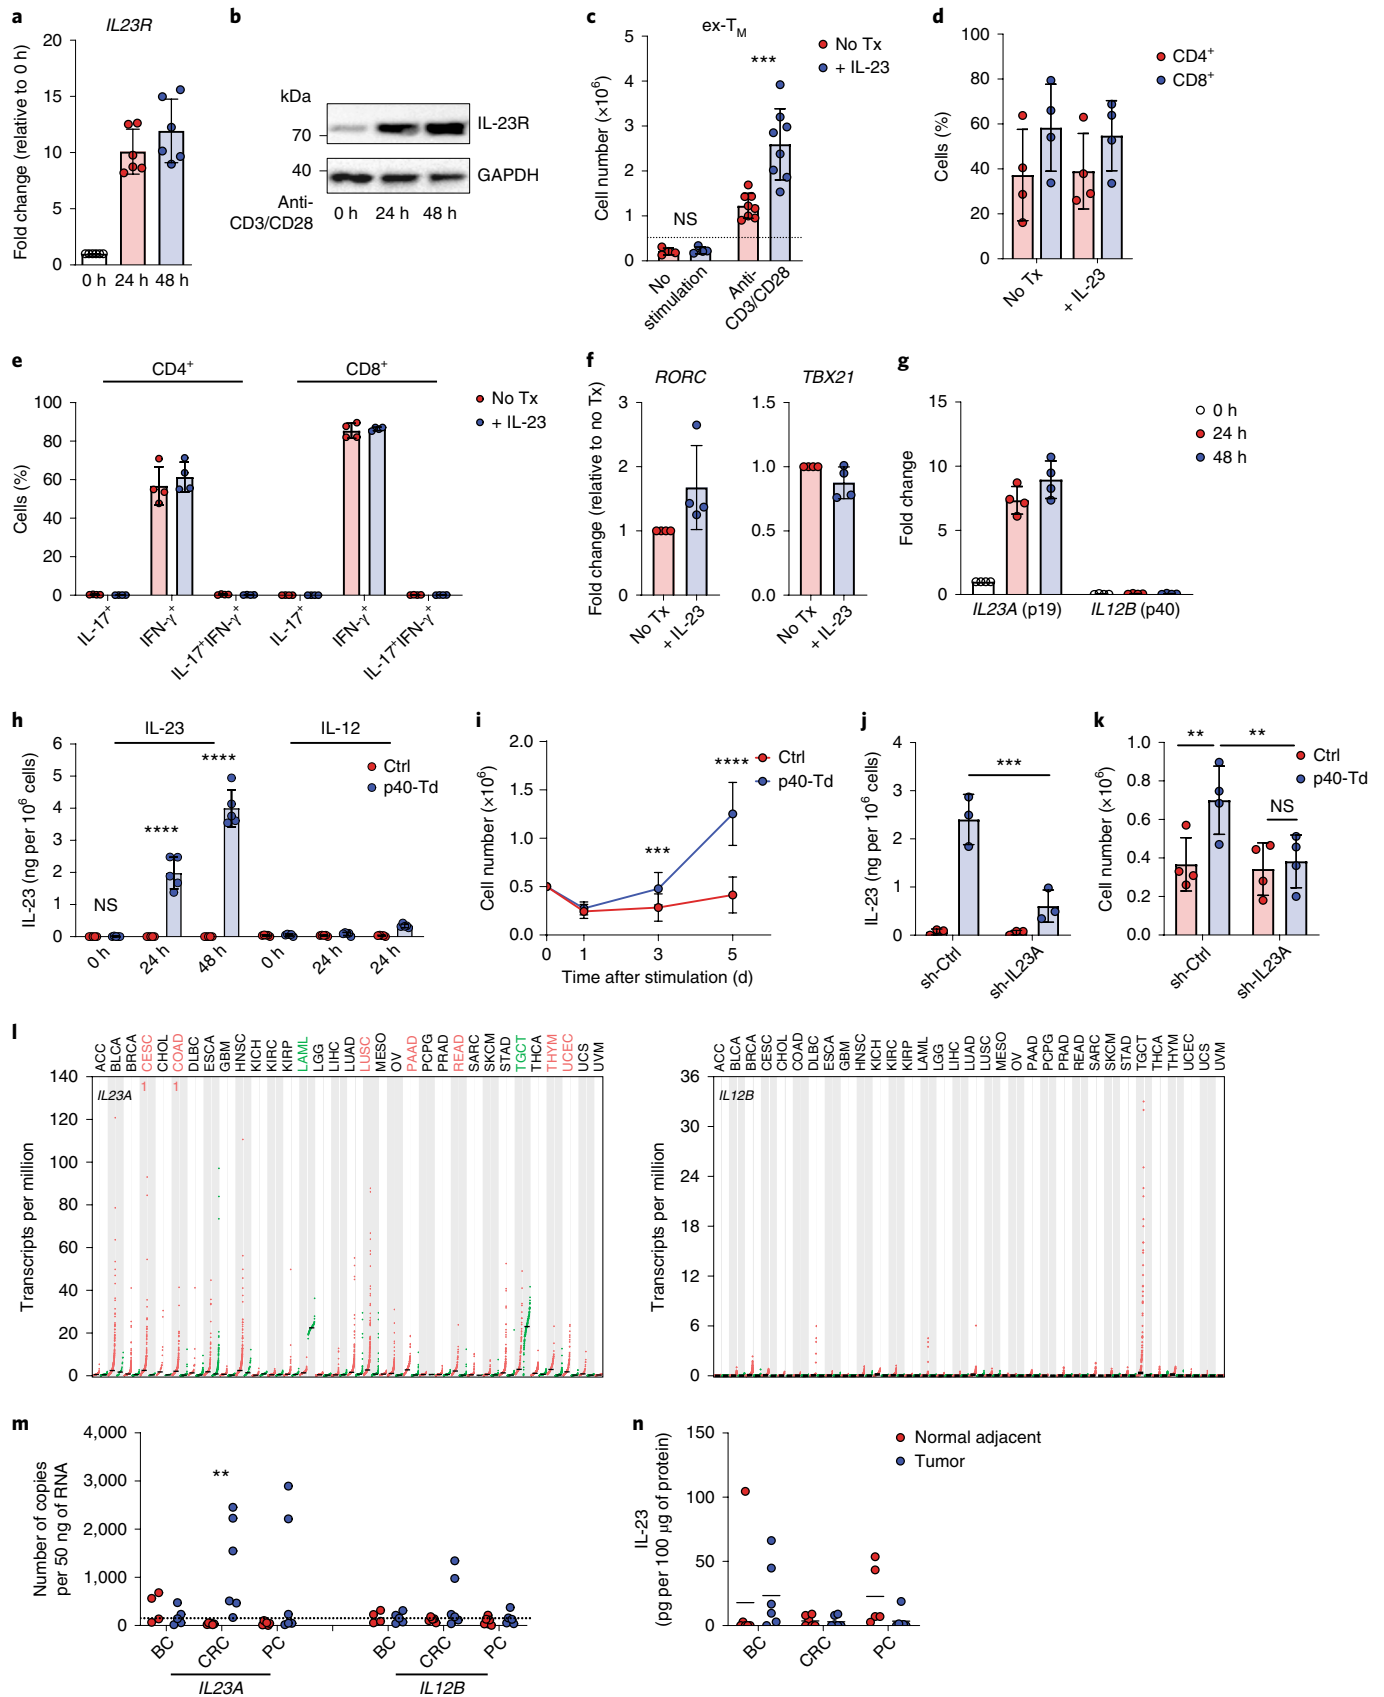 a
IL23R
Fold change (relative to 0 h)
20
15
10
5
0
0 h 24 h 48 h
b
kDa
70
IL-23R
40
GAPDH
Anti-
CD3/CD28
0 h 24 h 48 h
c
ex-TM
No Tx
+ IL-23
Cell number (×10⁶)
5
4
3
2
1
0
***
NS
No
stimulation
Anti-
CD3/CD28
d
CD4⁺
CD8⁺
Cells (%)
100
80
60
40
20
0
No Tx
+ IL-23
e
CD4⁺
CD8⁺
No Tx
+ IL-23
Cells (%)
100
80
60
40
20
0
IL-17⁺
IFN-γ⁺
IL-17⁺IFN-γ⁺
IL-17⁺
IFN-γ⁺
IL-17⁺IFN-γ⁺
f
RORC
Fold change (relative to no Tx)
3
2
1
0
No Tx
+ IL-23
TBX21
1.5
1.0
0.5
0.0
No Tx
+ IL-23
g
Fold change
15
10
5
0
0 h
24 h
48 h
IL23A (p19)
IL12B (p40)
h
IL-23
IL-12
Ctrl
p40-Td
IL-23 (ng per 10⁶ cells)
6
5
4
3
2
1
0
NS
****
****
0 h
24 h
48 h
0 h
24 h
24 h
i
Cell number (×10⁶)
2.0
1.5
1.0
0.5
0.0
***
****
Ctrl
p40-Td
0 1 3 5
Time after stimulation (d)
j
IL-23 (ng per 10⁶ cells)
4
3
2
1
0
***
sh-Ctrl
sh-IL23A
k
Cell number (×10⁶)
1.0
0.8
0.6
0.4
0.2
0.0
**
**
NS
Ctrl
p40-Td
sh-Ctrl
sh-IL23A
l
ACC BLCA BRCA CESC CHOL COAD DLBC ESCA GBM HNSC KICH KIRC KIRP LAML LGG LIHC LUAD LUSC MESO OV PAAD PCPG PRAD READ SARC SKCM STAD TGCT THCA THYM UCEC UCS UVM
IL23A
Transcripts per million
140
120
100
80
60
40
20
0
ACC BLCA BRCA CESC CHOL COAD DLBC ESCA GBM HNSC KICH KIRC KIRP LAML LGG LIHC LUAD LUSC MESO OV PAAD PCPG PRAD READ SARC SKCM STAD TGCT THCA THYM UCEC UCS UVM
IL12B
Transcripts per million
36
30
24
18
12
6
0
m
Number of copies
per 50 ng of RNA
4,000
3,000
2,000
1,000
0
**
BC
CRC
PC
BC
CRC
PC
IL23A
IL12B
n
Normal adjacent
Tumor
IL-23
(pg per 100 μg of protein)
150
100
50
0
BC
CRC
PC